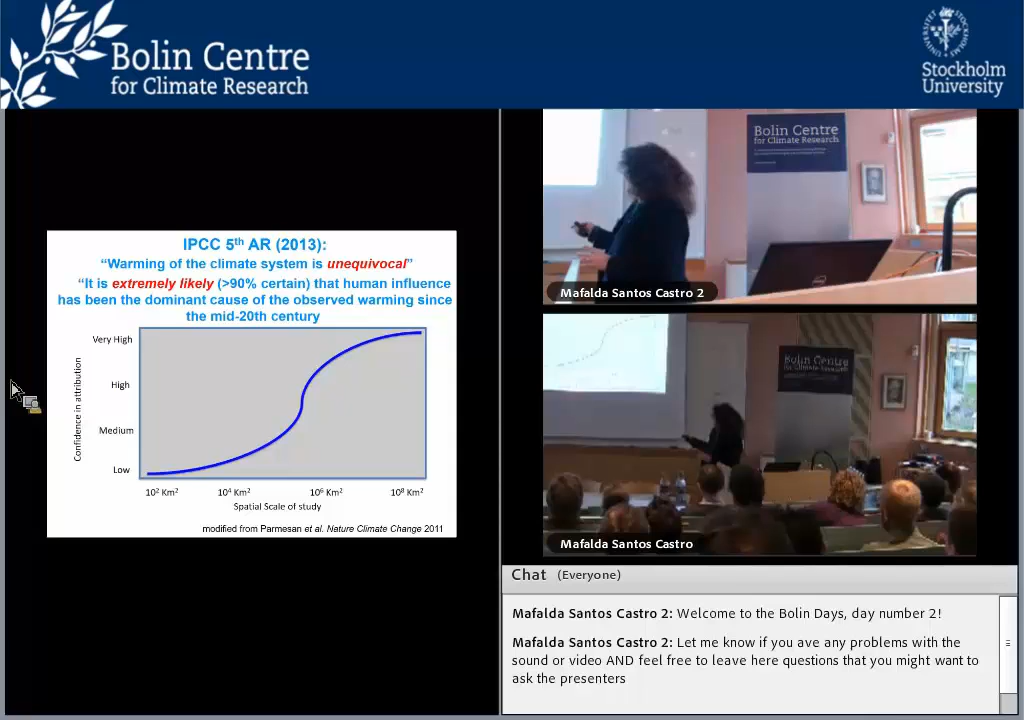 Bolin Centre
for Climate Research
Stockholm
University
IPCC 5th AR (2013):
“Warming of the climate system is unequivocal”
“It is extremely likely (>90% certain) that human influence
has been the dominant cause of the observed warming since
the mid-20th century
Confidence in attribution
Very High
High
Medium
Low
10² Km²
10⁴ Km²
10⁶ Km²
10⁸ Km²
Spatial Scale of study
modified from Parmesan et al. Nature Climate Change 2011
Bolin Centre
for Climate Research
Mafalda Santos Castro 2
Bolin Centre
for Climate Research
Mafalda Santos Castro
Chat (Everyone)
Mafalda Santos Castro 2: Welcome to the Bolin Days, day number 2!
Mafalda Santos Castro 2: Let me know if you ave any problems with the
sound or video AND feel free to leave here questions that you might want to
ask the presenters